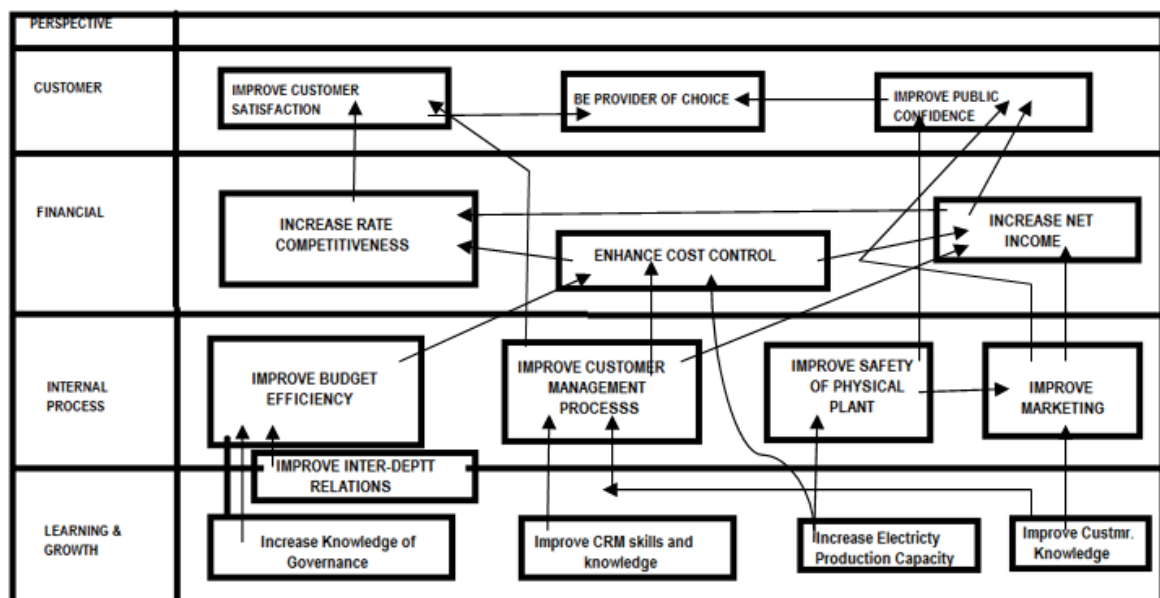 PERSPECTIVE
CUSTOMER
IMPROVE CUSTOMER
SATISFACTION
BE PROVIDER OF CHOICE
IMPROVE PUBLIC
CONFIDENCE
FINANCIAL
INCREASE RATE
COMPETITIVENESS
ENHANCE COST CONTROL
INCREASE NET
INCOME
INTERNAL
PROCESS
IMPROVE BUDGET
EFFICIENCY
IMPROVE CUSTOMER
MANAGEMENT
PROCESSS
IMPROVE SAFETY
OF PHYSICAL
PLANT
IMPROVE
MARKETING
IMPROVE INTER-DEPTT
RELATIONS
LEARNING &
GROWTH
Increase Knowledge of
Governance
Improve CRM skills and
knowledge
Increase Electricty
Production Capacity
Improve Custmr.
Knowledge